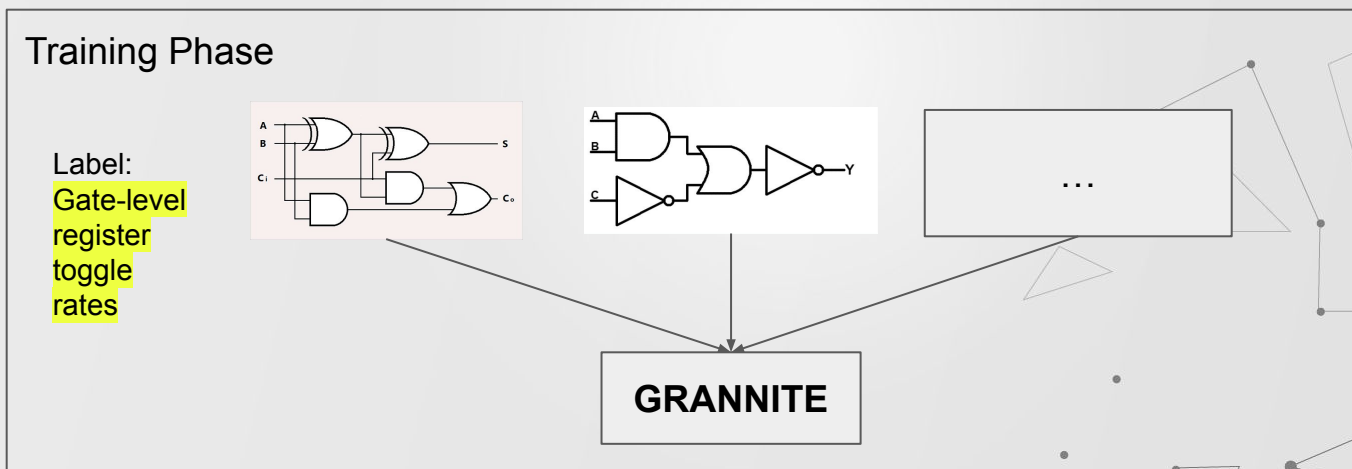 Training Phase
Label:
Gate-level
register
toggle
rates
A
B
Ci
S
Co
A
B
C
Y
...
GRANNITE